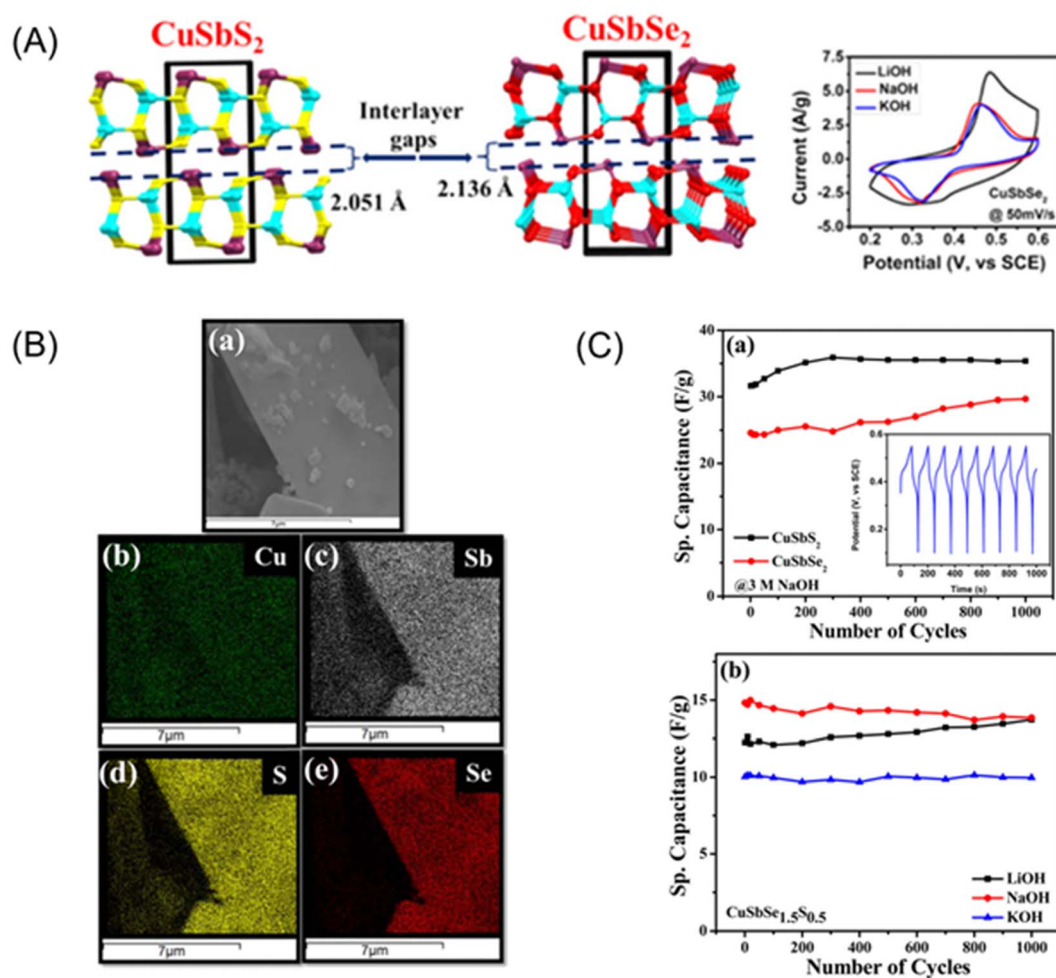 (A)
CuSbS2
CuSbSe2
Interlayer
gaps
2.051 Å
2.136 Å
Current (A/g)
7.5
5.0
2.5
0.0
-2.5
-5.0
LiOH
NaOH
KOH
CuSbSe2
@ 50mV/s
0.2 0.3 0.4 0.5 0.6
Potential (V, vs SCE)
(B)
(a)
7µm
(b) Cu
7µm
(c) Sb
7µm
(d) S
7µm
(e) Se
7µm
(C)
(a)
Sp. Capacitance (F/g)
40
30
20
10
0
CuSbS2
CuSbSe2
@3 M NaOH
Potential (V, vs SCE)
0.6
0.4
0.2
0 200 400 600 800 1000
Time (s)
0 200 400 600 800 1000
Number of Cycles
(b)
Sp. Capacitance (F/g)
15
10
5
0
LiOH
NaOH
KOH
CuSbSe1.5S0.5
0 200 400 600 800 1000
Number of Cycles